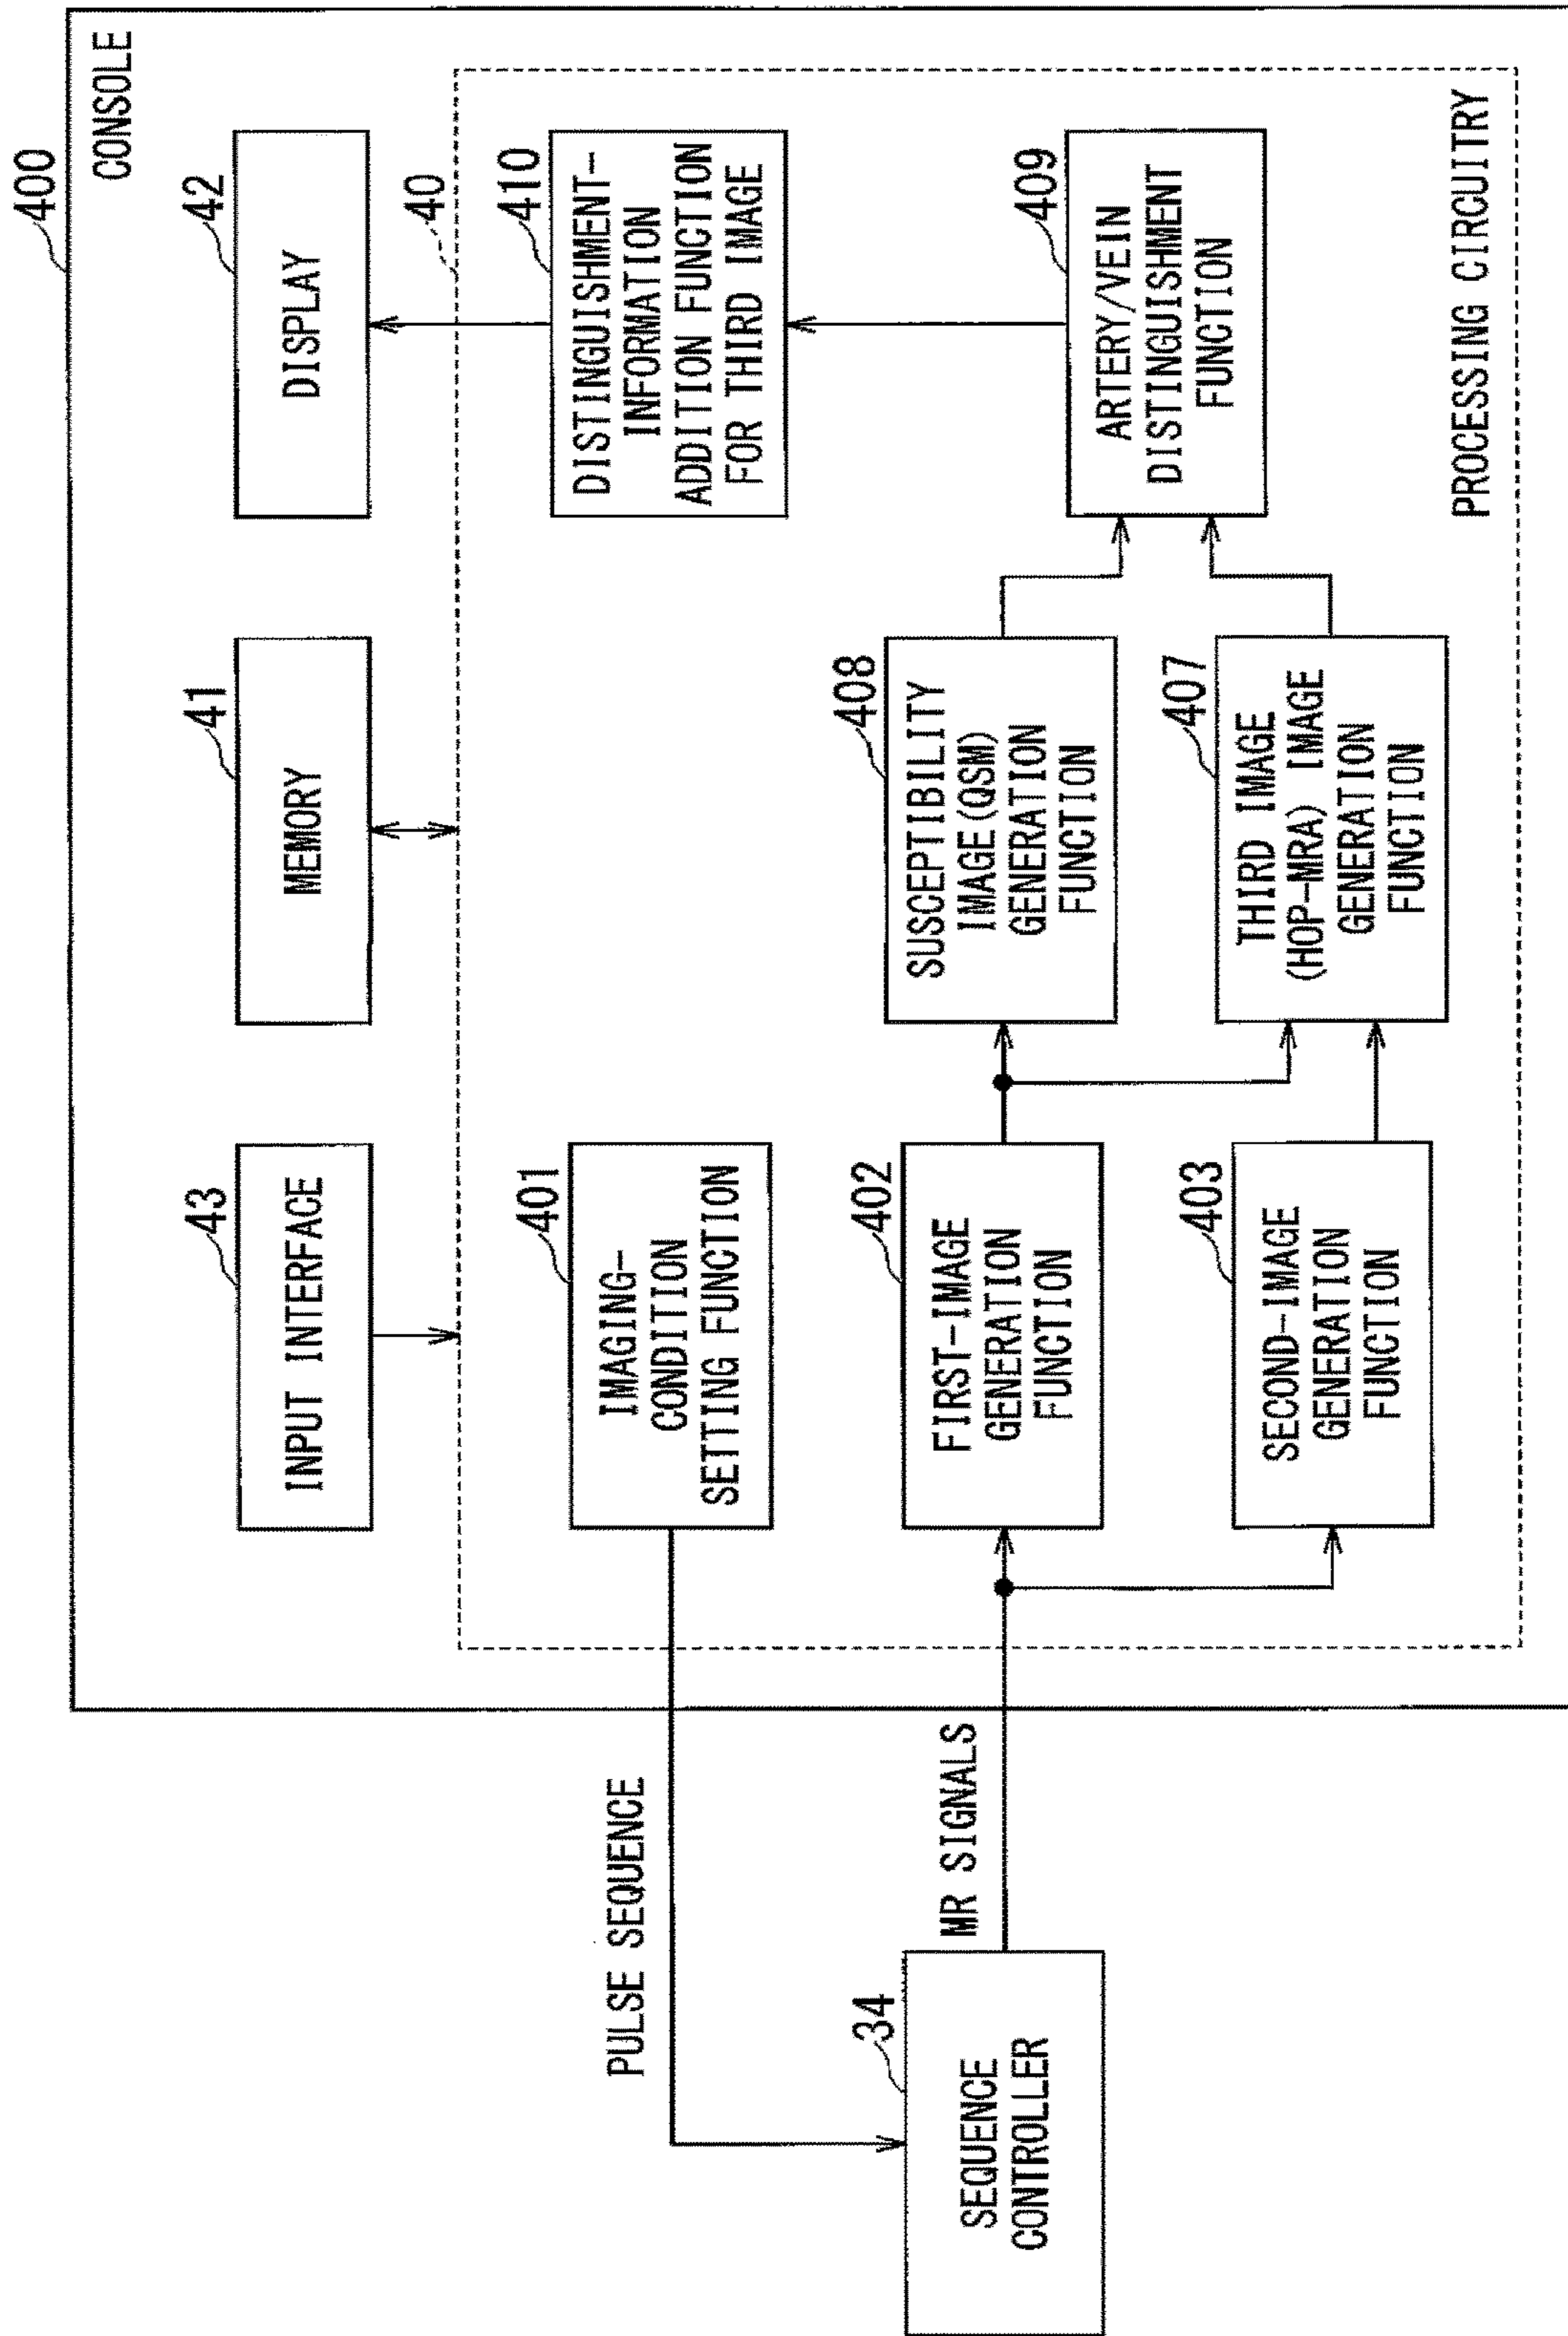 400
CONSOLE
43
INPUT INTERFACE
41
MEMORY
42
DISPLAY
40
401
IMAGING-
CONDITION
SETTING FUNCTION
410
DISTINGUISHMENT-
INFORMATION
ADDITION FUNCTION
FOR THIRD IMAGE
PULSE SEQUENCE
34
SEQUENCE
CONTROLLER
MR SIGNALS
402
FIRST-IMAGE
GENERATION
FUNCTION
408
SUSCEPTIBILITY
IMAGE(QSM)
GENERATION
FUNCTION
409
ARTERY/VEIN
DISTINGUISHMENT
FUNCTION
403
SECOND-IMAGE
GENERATION
FUNCTION
407
THIRD IMAGE
(HOP-MRA) IMAGE
GENERATION
FUNCTION
PROCESSING CIRCUITRY